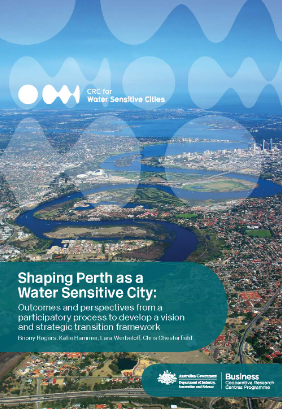 CRC for
Water Sensitive Cities
Shaping Perth as a
Water Sensitive City:
Outcomes and perspectives from a
participatory process to develop a vision
and strategic transition framework
Briony Rogers, Katie Hammer, Lara Werbeloff, Chris Chesterfield
Australian Government
Department of Industry,
Innovation and Science
Business
Cooperative Research
Centres Programme